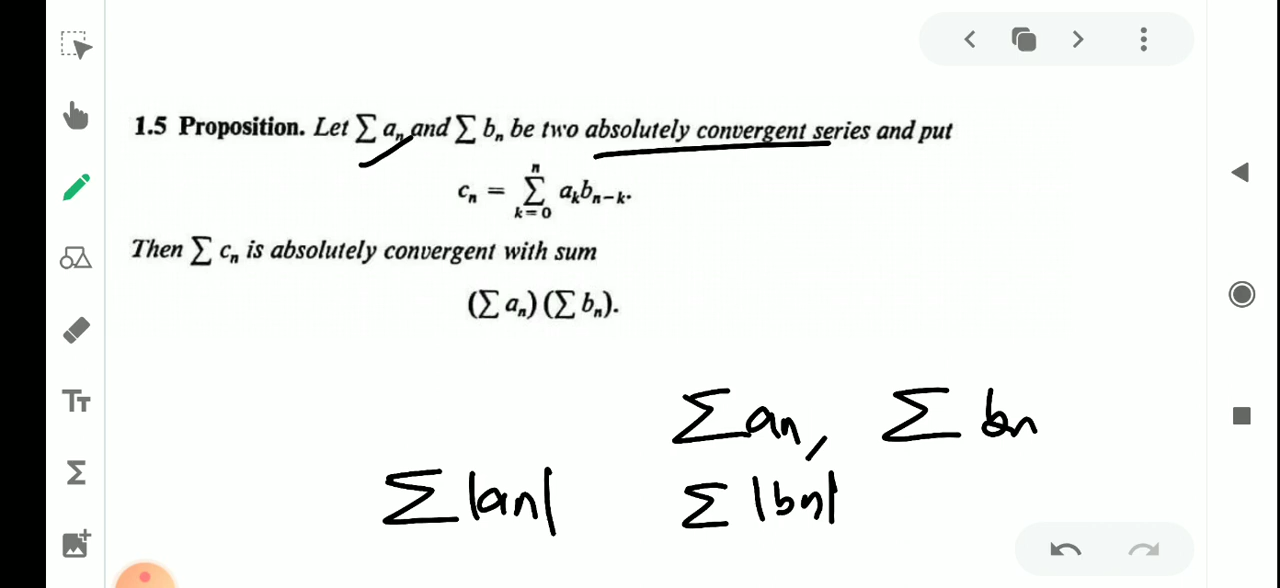 1.5 Proposition. Let ∑ aₙ and ∑ bₙ be two absolutely convergent series and put
cₙ = ∑ₖ₌₀ⁿ aₖbₙ₋ₖ.
Then ∑ cₙ is absolutely convergent with sum
(∑ aₙ)(∑ bₙ).
∑an, ∑ bn
∑|an| ∑|bn|
Tт
Σ